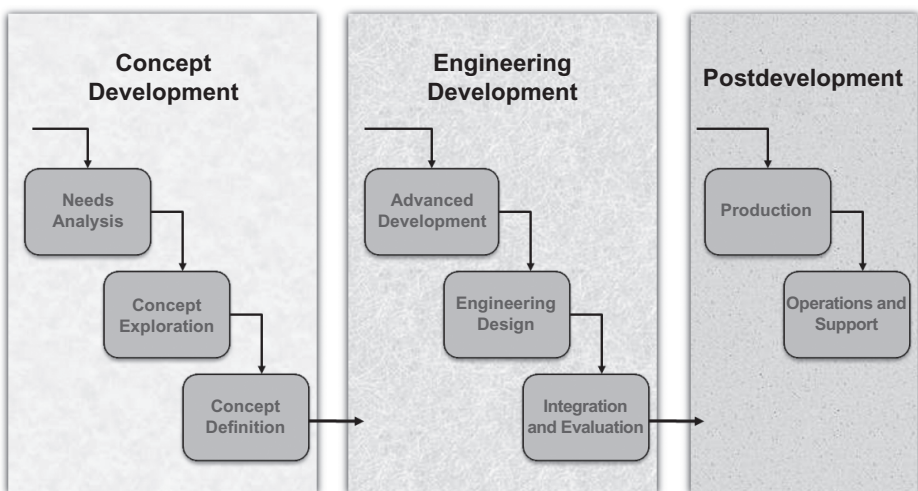 Concept
Development
Needs
Analysis
Concept
Exploration
Concept
Definition
Engineering
Development
Advanced
Development
Engineering
Design
Integration
and Evaluation
Postdevelopment
Production
Operations and
Support